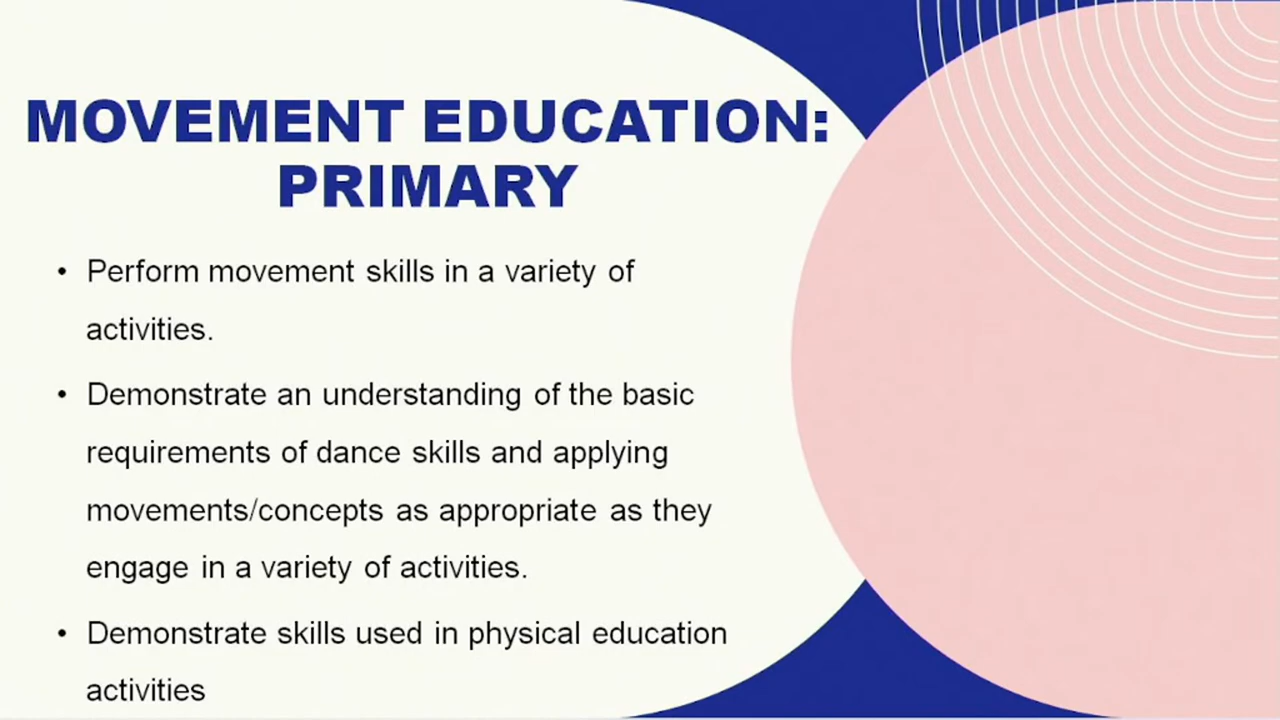 MOVEMENT EDUCATION:
PRIMARY
• Perform movement skills in a variety of
activities.
• Demonstrate an understanding of the basic
requirements of dance skills and applying
movements/concepts as appropriate as they
engage in a variety of activities.
• Demonstrate skills used in physical education
activities